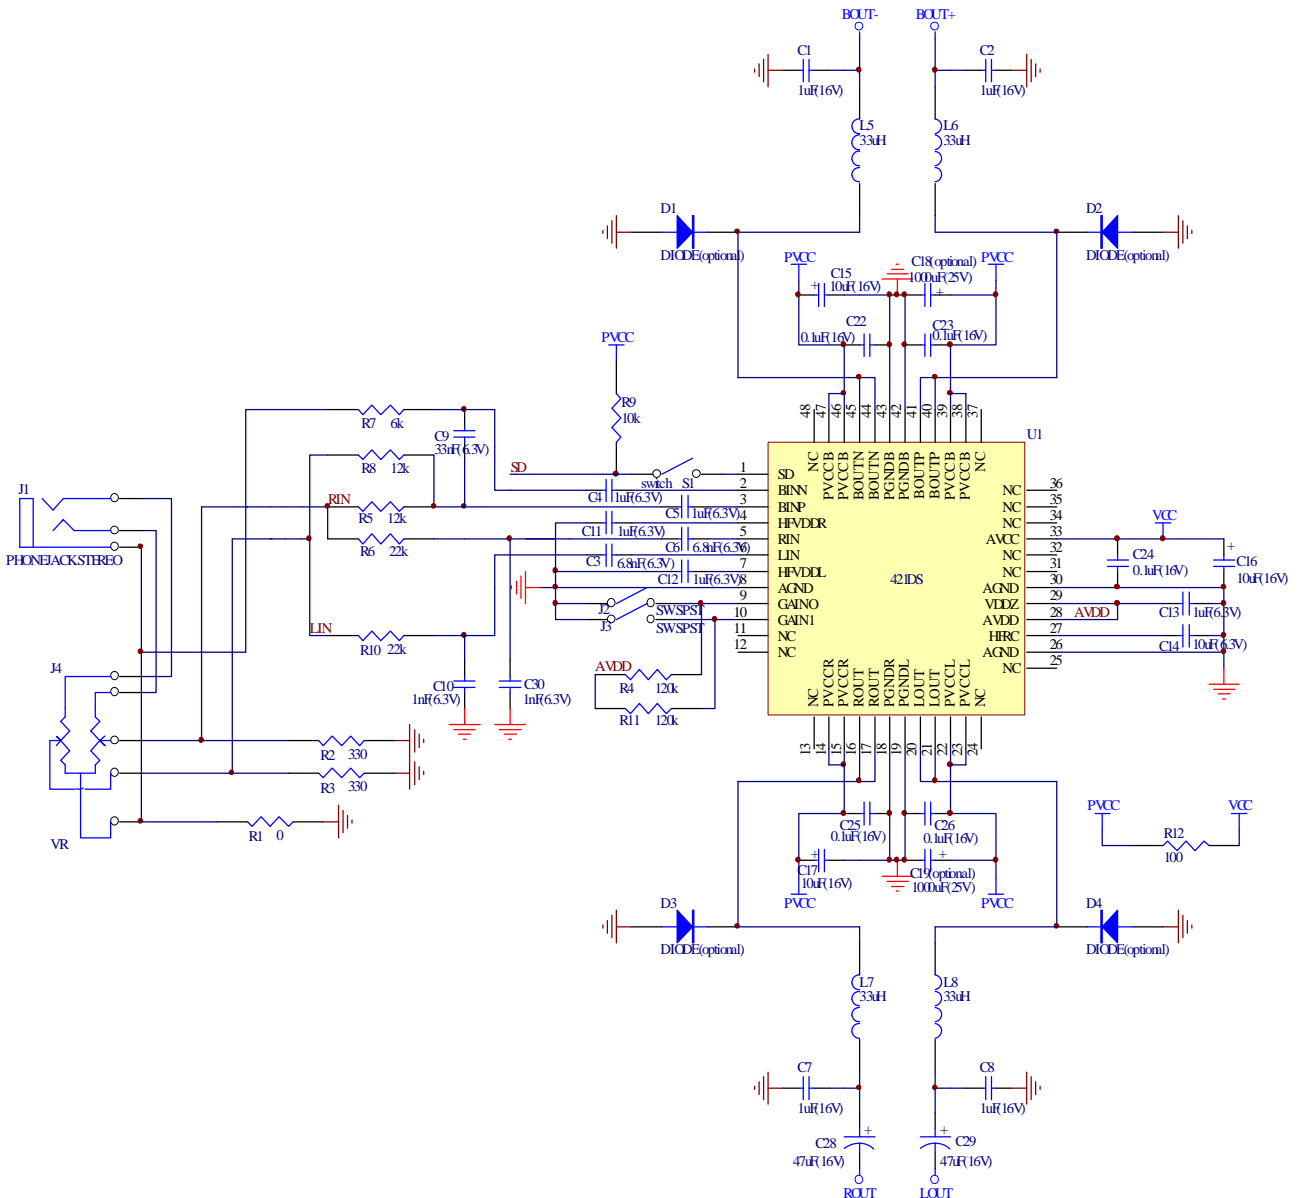 BOUT-
BOUT+
C1
1uF(16V)
C2
1uF(16V)
L5
33uH
L6
33uH
D1
DIODE(optional)
D2
DIODE(optional)
PVCC
C15
10uF(16V)
C18(optional)
1000uF(25V)
PVCC
C22
0.1uF(16V)
C23
0.1uF(16V)
PVCC
R9
10k
R7 6k
C9
33nF(6.3V)
R8 12k
SD
switch S1
C4 1uF(6.3V)
RIN
R5 12k
C5 1uF(6.3V)
R6 22k
C11 1uF(6.3V)
C6 6.8nF(6.3V)
C3 6.8nF(6.3V)
C12 1uF(6.3V)
J2 SWSPST
J3 SWSPST
LIN
R10 22k
AVDD
R4 120k
R11 120k
C10
1nF(6.3V)
C30
1nF(6.3V)
J1
PHONEJACK STEREO
J4
VR
R2 330
R3 330
R1 0
U1
421DS
48 47 46 45 44 43 42 41 40 39 38 37
NC PVCCB PVCCB BOUTN BOUTN PGNDB PGNDB BOUTP BOUTP PVCCB PVCCB NC
1 SD
2 BINN
3 BINP
4 HFVDDR
5 RIN
6 LIN
7 HFVDDL
8 AGND
9 GAIN0
10 GAIN1
11 NC
12 NC
NC 36
NC 35
NC 34
AVCC 33
NC 32
NC 31
AGND 30
VDDZ 29
AVDD 28
HFRC 27
AGND 26
NC 25
NC PVCCR PVCCR ROUT ROUT PGNDR PGNDL LOUT LOUT PVCCL PVCCL NC
13 14 15 16 17 18 19 20 21 22 23 24
VCC
C24
0.1uF(16V)
C16
10uF(16V)
AVDD
C13 1uF(6.3V)
C14 10uF(6.3V)
C25
0.1uF(16V)
C26
0.1uF(16V)
C17
10uF(16V)
C19(optional)
1000uF(25V)
PVCC
PVCC
PVCC
VCC
R12
100
D3
DIODE(optional)
D4
DIODE(optional)
L7
33uH
L8
33uH
C7
1uF(16V)
C8
1uF(16V)
C28
47uF(16V)
C29
47uF(16V)
ROUT
LOUT